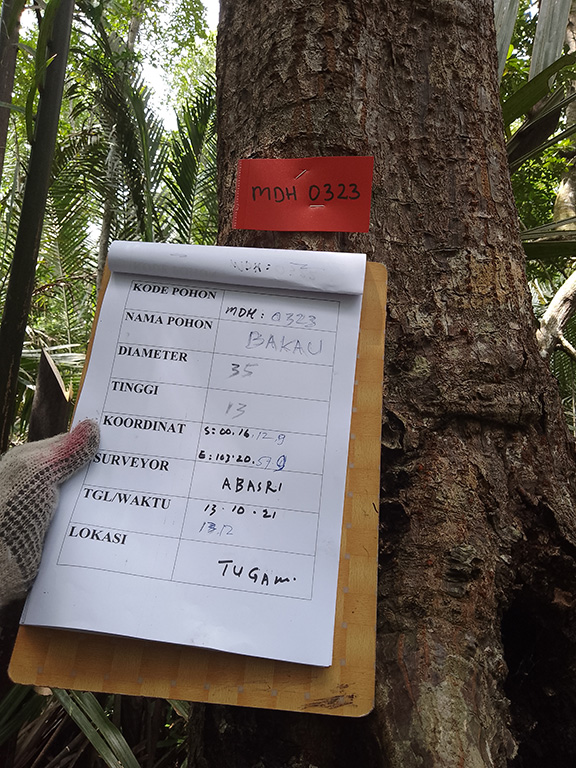 MDH 0323
KODE POHON MDH: 0323
NAMA POHON BAKAU
DIAMETER 35
TINGGI 13
KOORDINAT S: 00.16.12.9
E: 103.20.57.9
SURVEYOR ABASRI
TGL/WAKTU 13.10.21
13.12
LOKASI TUGAM.